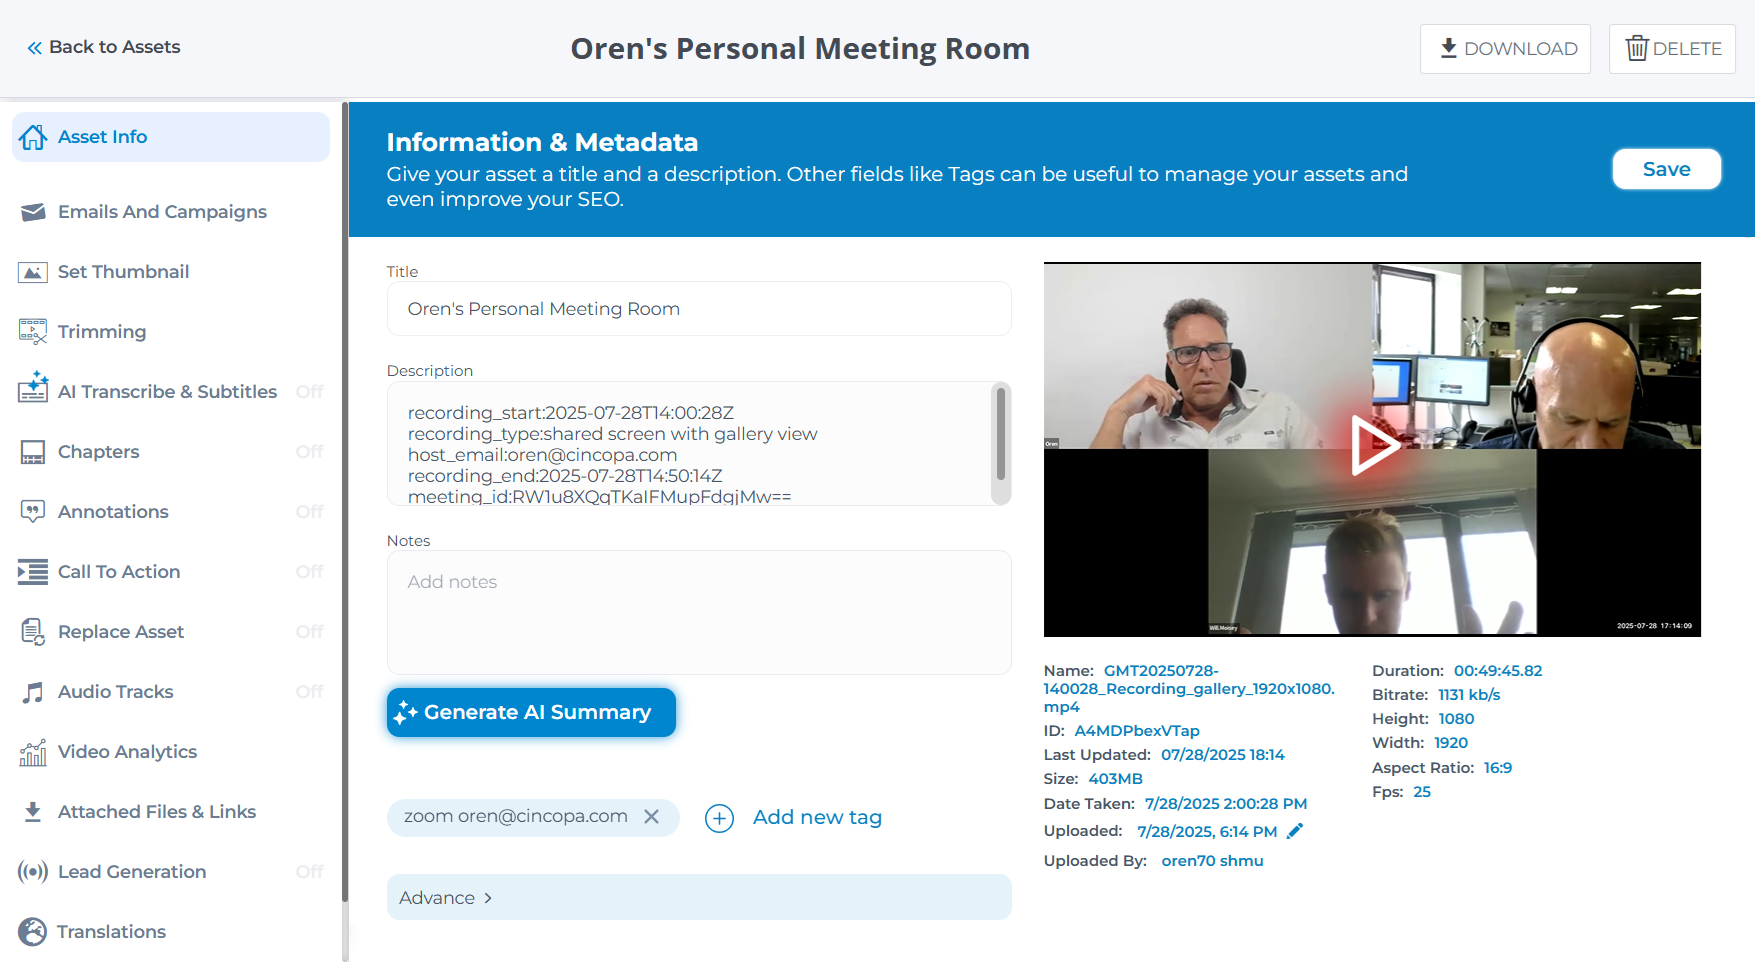 Back to Assets
Oren's Personal Meeting Room
DOWNLOAD
DELETE
Asset Info
Emails And Campaigns
Set Thumbnail
Trimming
AI Transcribe & Subtitles Off
Chapters Off
Annotations Off
Call To Action Off
Replace Asset Off
Audio Tracks Off
Video Analytics
Attached Files & Links
Lead Generation Off
Translations
Information & Metadata
Give your asset a title and a description. Other fields like Tags can be useful to manage your assets and
even improve your SEO.
Save
Title
Oren's Personal Meeting Room
Description
recording_start:2025-07-28T14:00:28Z
recording_type:shared screen with gallery view
host_email:oren@cincopa.com
recording_end:2025-07-28T14:50:14Z
meeting_id:RW1u8XQqTKaIFMupFdqjMw==
Notes
Add notes
Generate AI Summary
zoom oren@cincopa.com
Add new tag
Advance >
Oren
Will.Morsey
2025-07-28 17:14:09
Name: GMT20250728-
140028_Recording_gallery_1920x1080.
mp4
ID: A4MDPbexVTap
Last Updated: 07/28/2025 18:14
Size: 403MB
Date Taken: 7/28/2025 2:00:28 PM
Uploaded: 7/28/2025, 6:14 PM
Uploaded By: oren70 shmu
Duration: 00:49:45.82
Bitrate: 1131 kb/s
Height: 1080
Width: 1920
Aspect Ratio: 16:9
Fps: 25